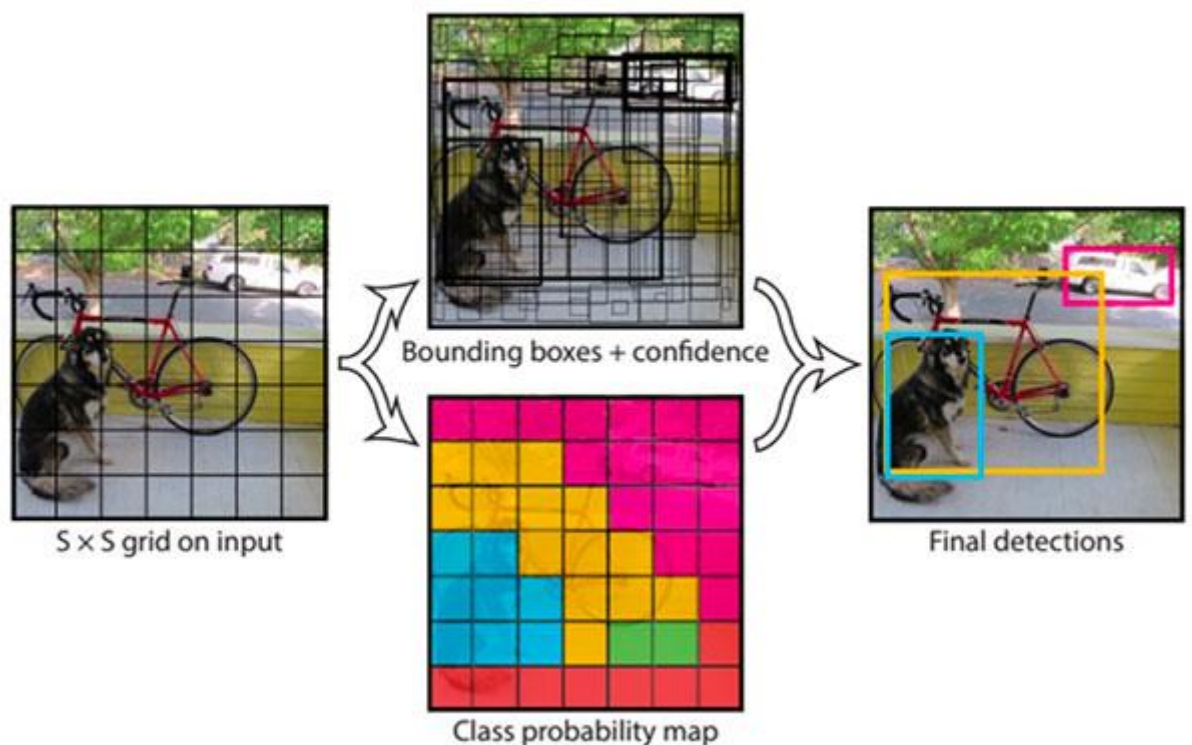 Bounding boxes + confidence
S × S grid on input
Final detections
Class probability map